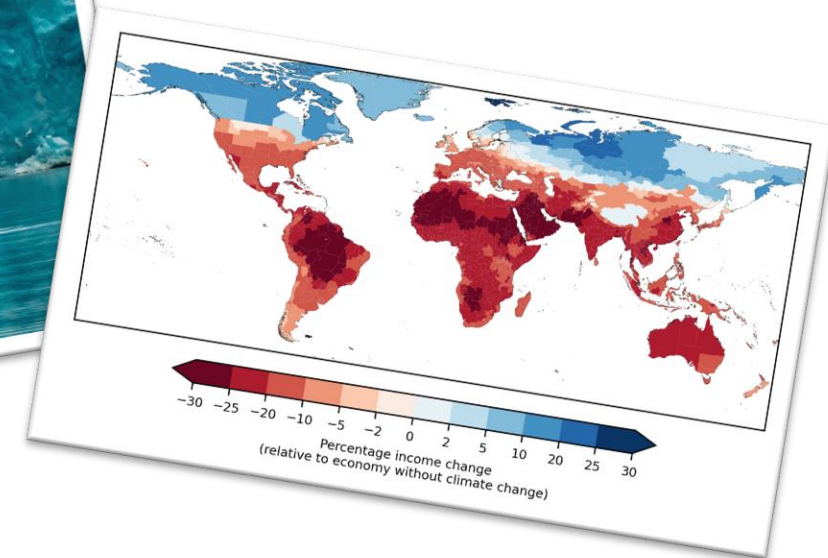 −30 −25 −20 −10 −5 −2 0 2 5 10 20 25 30
Percentage income change
(relative to economy without climate change)